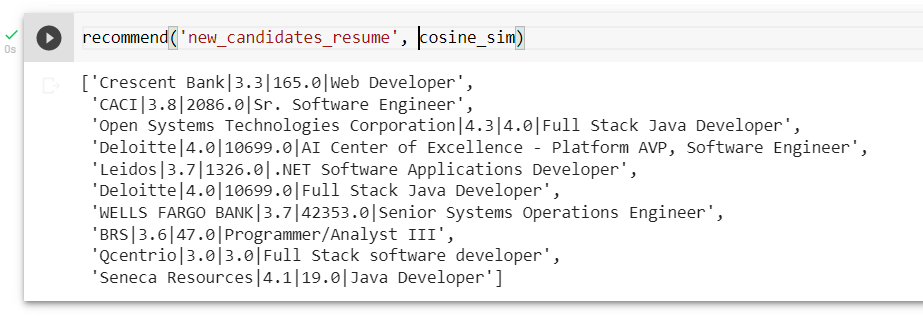 recommend('new_candidates_resume', cosine_sim)
0s
['Crescent Bank|3.3|165.0|Web Developer',
'CACI|3.8|2086.0|Sr. Software Engineer',
'Open Systems Technologies Corporation|4.3|4.0|Full Stack Java Developer',
'Deloitte|4.0|10699.0|AI Center of Excellence - Platform AVP, Software Engineer',
'Leidos|3.7|1326.0|.NET Software Applications Developer',
'Deloitte|4.0|10699.0|Full Stack Java Developer',
'WELLS FARGO BANK|3.7|42353.0|Senior Systems Operations Engineer',
'BRS|3.6|47.0|Programmer/Analyst III',
'Qcentrio|3.0|3.0|Full Stack software developer',
'Seneca Resources|4.1|19.0|Java Developer']